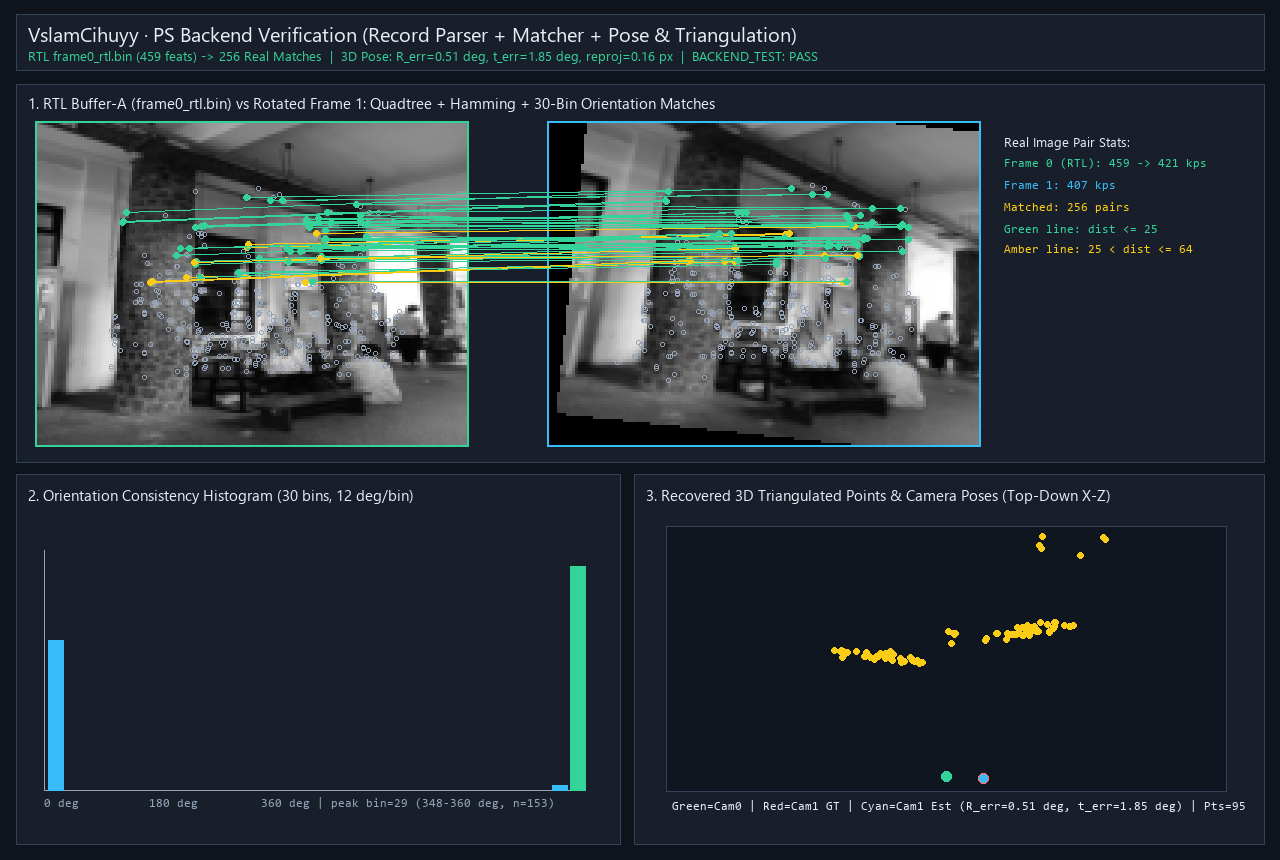 VslamCihuyy · PS Backend Verification (Record Parser + Matcher + Pose & Triangulation)
RTL frame0_rtl.bin (459 feats) -> 256 Real Matches | 3D Pose: R_err=0.51 deg, t_err=1.85 deg, reproj=0.16 px | BACKEND_TEST: PASS
1. RTL Buffer-A (frame0_rtl.bin) vs Rotated Frame 1: Quadtree + Hamming + 30-Bin Orientation Matches
Real Image Pair Stats:
Frame 0 (RTL): 459 -> 421 kps
Frame 1: 407 kps
Matched: 256 pairs
Green line: dist <= 25
Amber line: 25 < dist <= 64
2. Orientation Consistency Histogram (30 bins, 12 deg/bin)
0 deg 180 deg 360 deg | peak bin=29 (348-360 deg, n=153)
3. Recovered 3D Triangulated Points & Camera Poses (Top-Down X-Z)
Green=Cam0 | Red=Cam1 GT | Cyan=Cam1 Est (R_err=0.51 deg, t_err=1.85 deg) | Pts=95